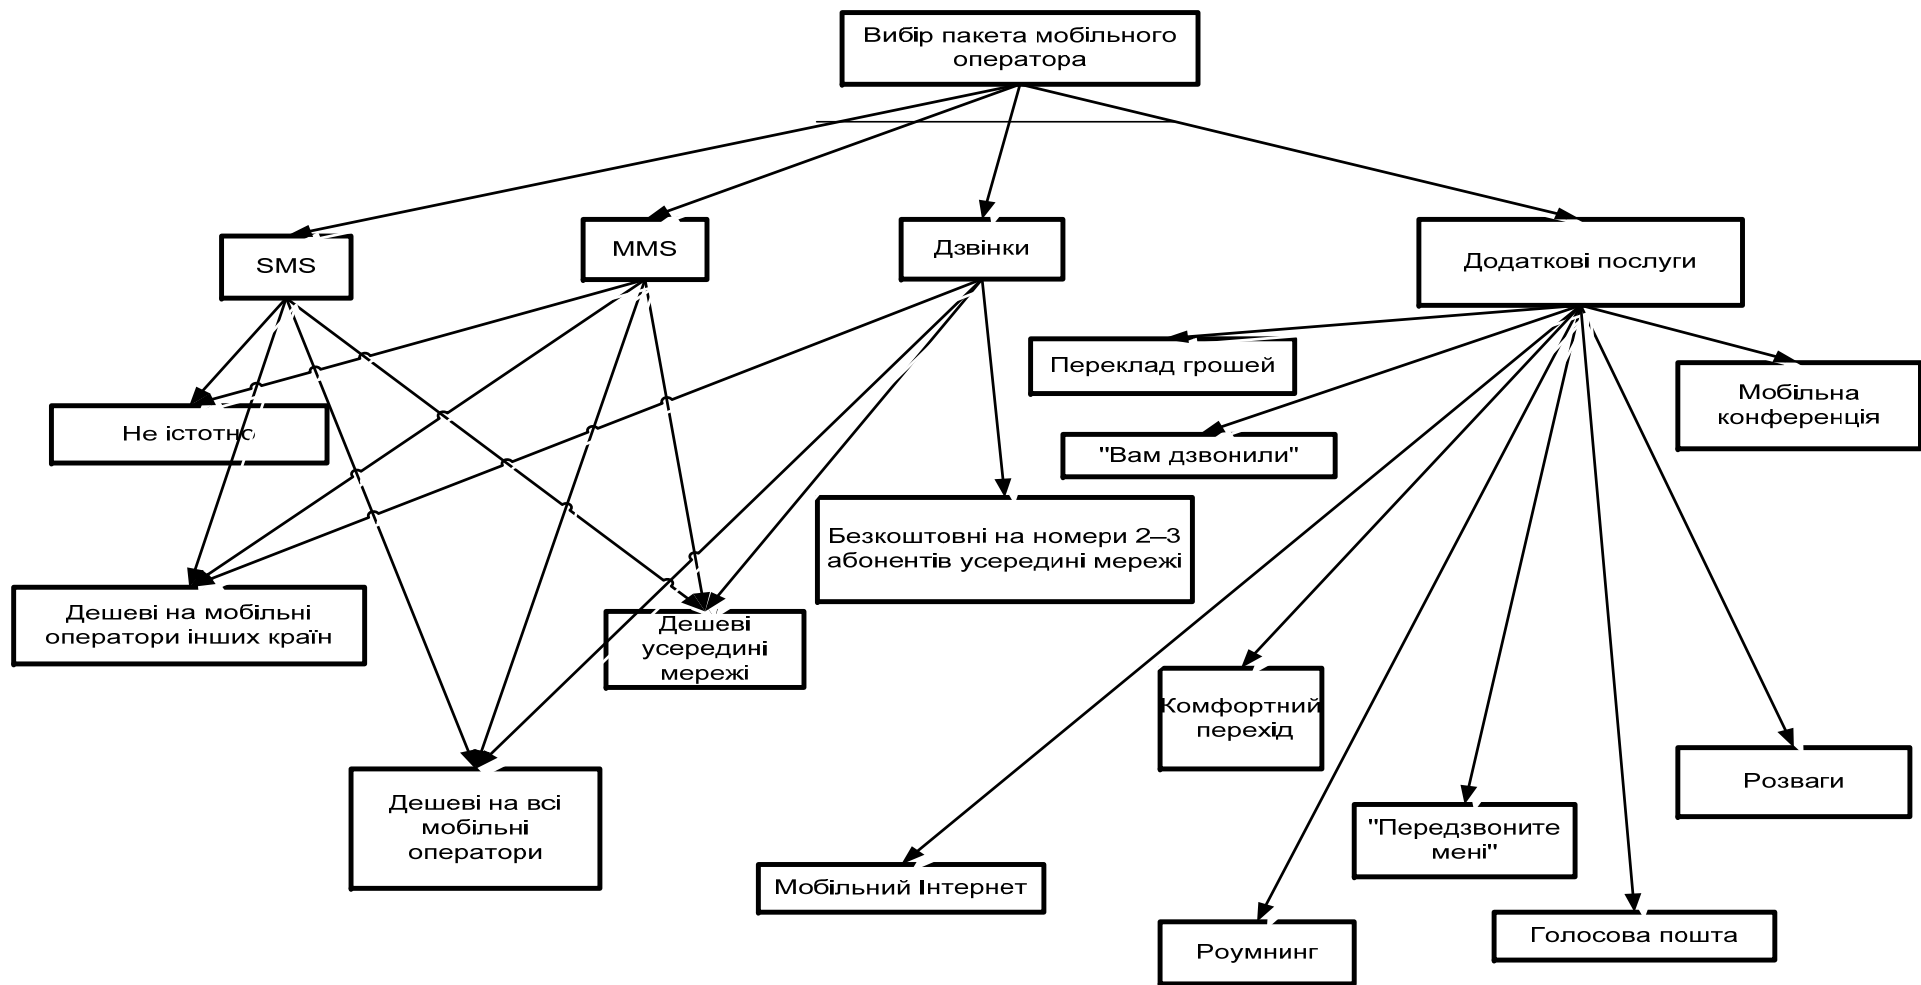 Вибір пакета мобільного
оператора
SMS
MMS
Дзвінки
Додаткові послуги
Переклад грошей
Мобільна
конференція
Не істотно
"Вам дзвонили"
Безкоштовні на номери 2–3
абонентів усередині мережі
Дешеві на мобільні
оператори інших країн
Дешеві
усередині
мережі
Комфортний
перехід
Розваги
Дешеві на всі
мобільні
оператори
"Передзвоните
мені"
Мобільний Інтернет
Голосова пошта
Роумнинг